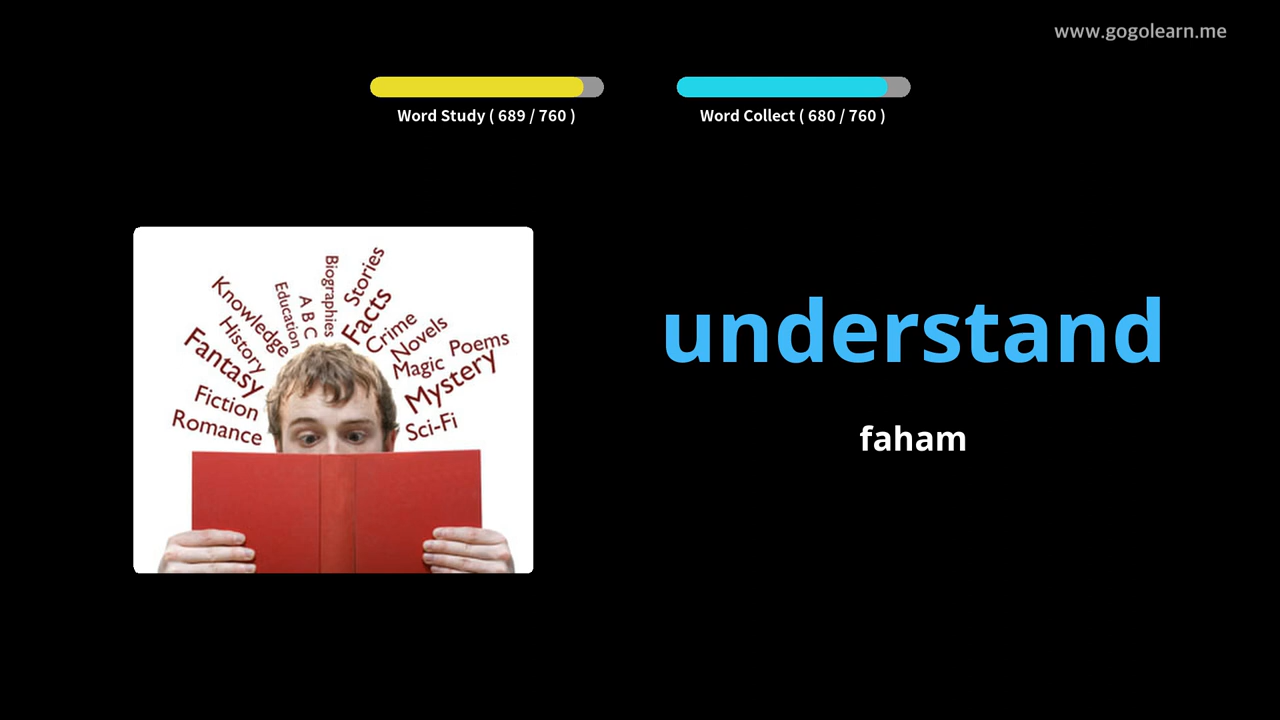 www.gogolearn.me
Word Study ( 689 / 760 )
Word Collect ( 680 / 760 )
Stories
Biographies
Facts
Education
A B C
Knowledge
Crime
Novels
History
Poems
Fantasy
Magic
Mystery
Fiction
Romance
Sci-Fi
understand
faham